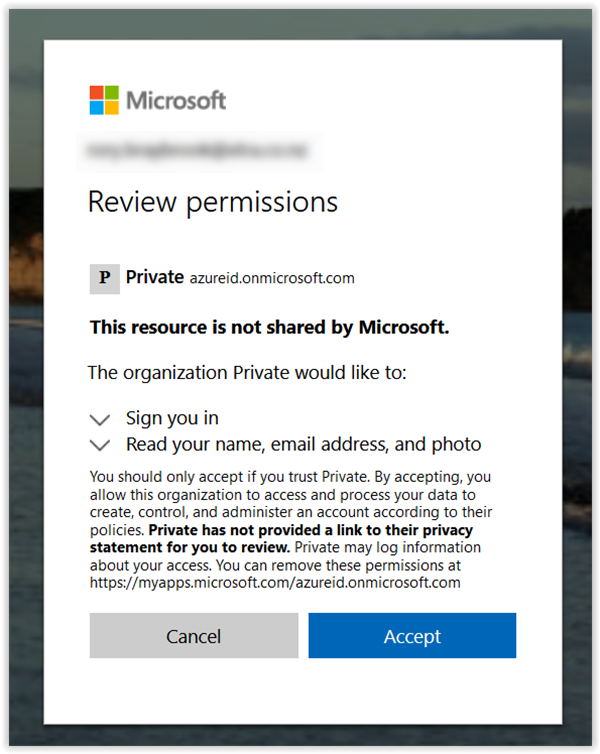 Microsoft
Review permissions
P Private azureid.onmicrosoft.com
This resource is not shared by Microsoft.
The organization Private would like to:
Sign you in
Read your name, email address, and photo
You should only accept if you trust Private. By accepting, you
allow this organization to access and process your data to
create, control, and administer an account according to their
policies. Private has not provided a link to their privacy
statement for you to review. Private may log information
about your access. You can remove these permissions at
https://myapps.microsoft.com/azureid.onmicrosoft.com
Cancel Accept